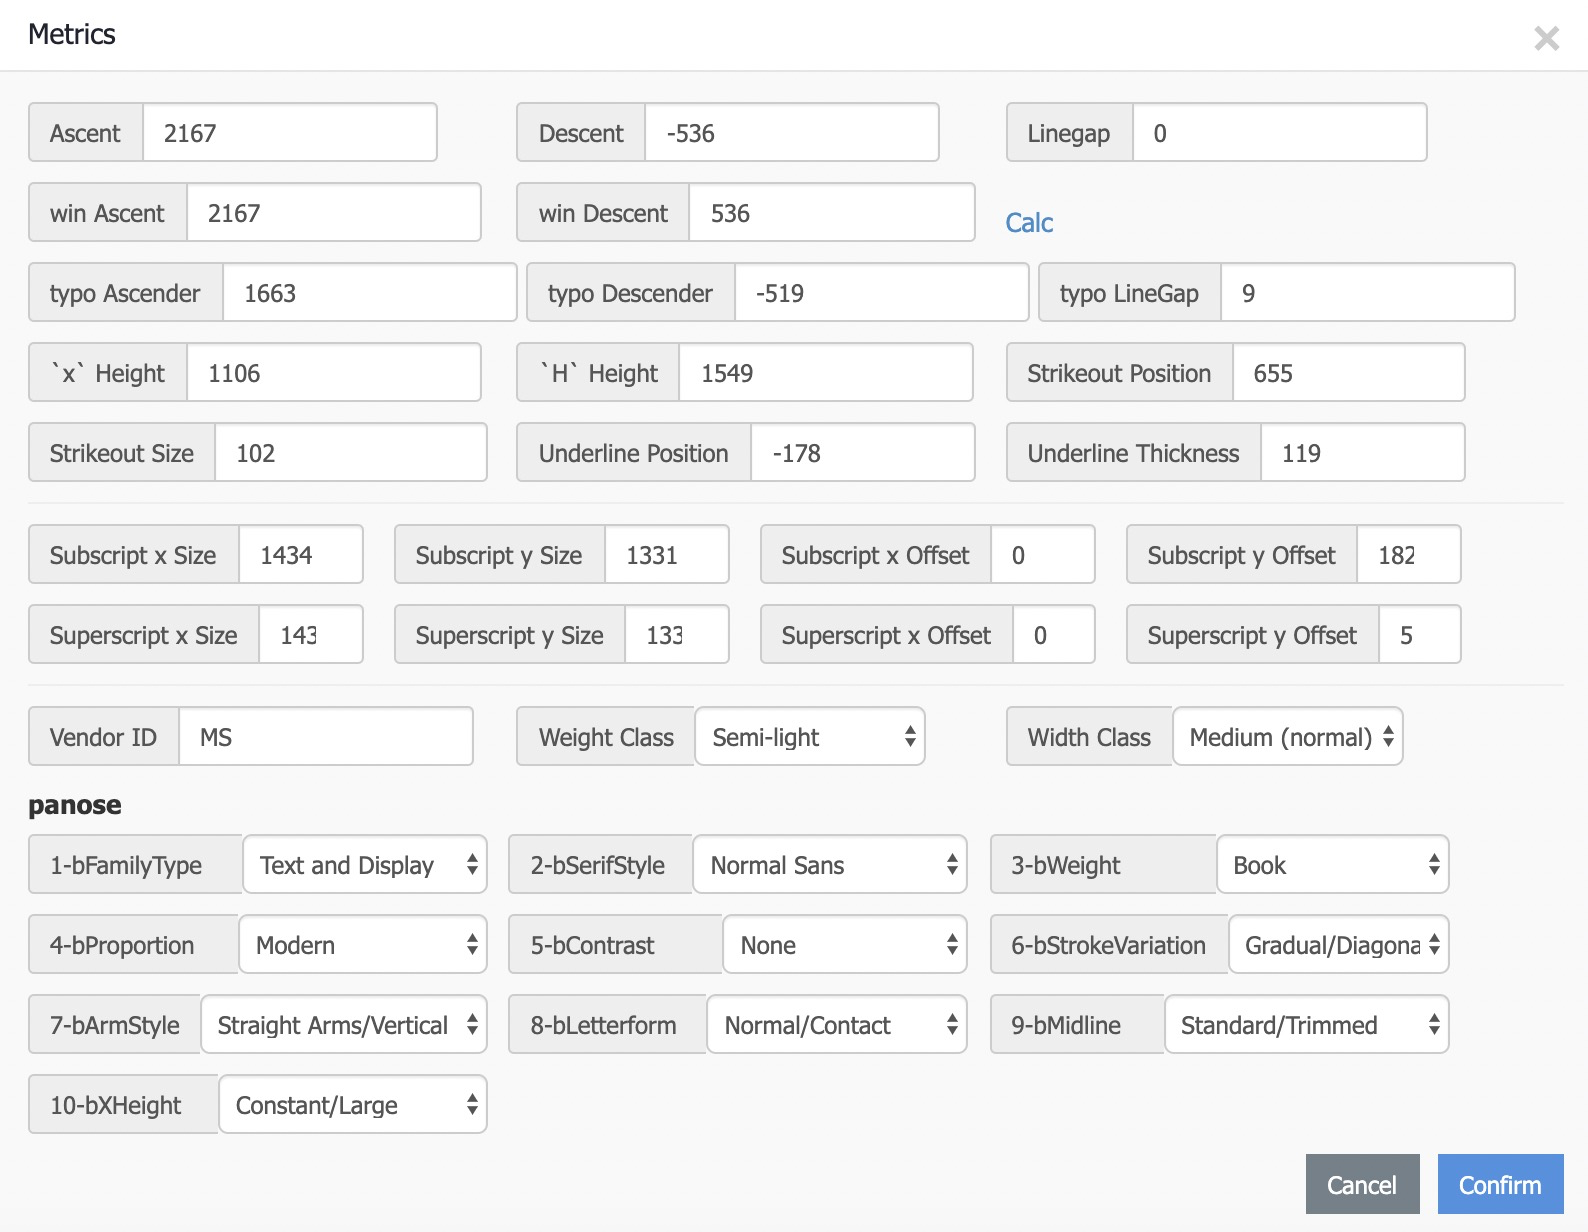 Metrics
Ascent 2167 Descent -536 Linegap 0
win Ascent 2167 win Descent 536 Calc
typo Ascender 1663 typo Descender -519 typo LineGap 9
`x` Height 1106 `H` Height 1549 Strikeout Position 655
Strikeout Size 102 Underline Position -178 Underline Thickness 119
Subscript x Size 1434 Subscript y Size 1331 Subscript x Offset 0 Subscript y Offset 182
Superscript x Size 143 Superscript y Size 133 Superscript x Offset 0 Superscript y Offset 5
Vendor ID MS Weight Class Semi-light Width Class Medium (normal)
panose
1-bFamilyType Text and Display 2-bSerifStyle Normal Sans 3-bWeight Book
4-bProportion Modern 5-bContrast None 6-bStrokeVariation Gradual/Diagona
7-bArmStyle Straight Arms/Vertical 8-bLetterform Normal/Contact 9-bMidline Standard/Trimmed
10-bXHeight Constant/Large
Cancel Confirm